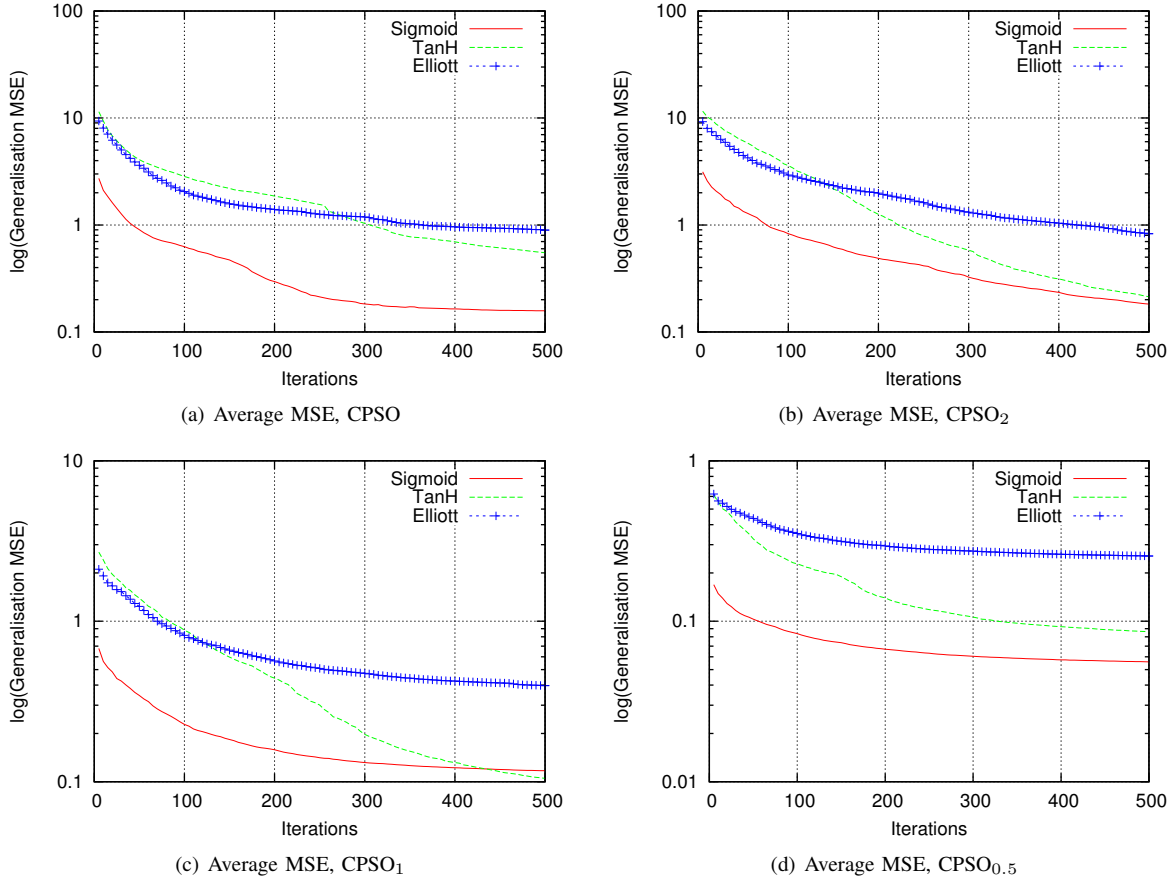 100
10
1
0.1
log(Generalisation MSE)
Sigmoid
TanH
Elliott
0 100 200 300 400 500
Iterations
(a) Average MSE, CPSO
100
10
1
0.1
log(Generalisation MSE)
Sigmoid
TanH
Elliott
0 100 200 300 400 500
Iterations
(b) Average MSE, CPSO₂
10
1
0.1
log(Generalisation MSE)
Sigmoid
TanH
Elliott
0 100 200 300 400 500
Iterations
(c) Average MSE, CPSO₁
1
0.1
0.01
log(Generalisation MSE)
Sigmoid
TanH
Elliott
0 100 200 300 400 500
Iterations
(d) Average MSE, CPSO₀.₅